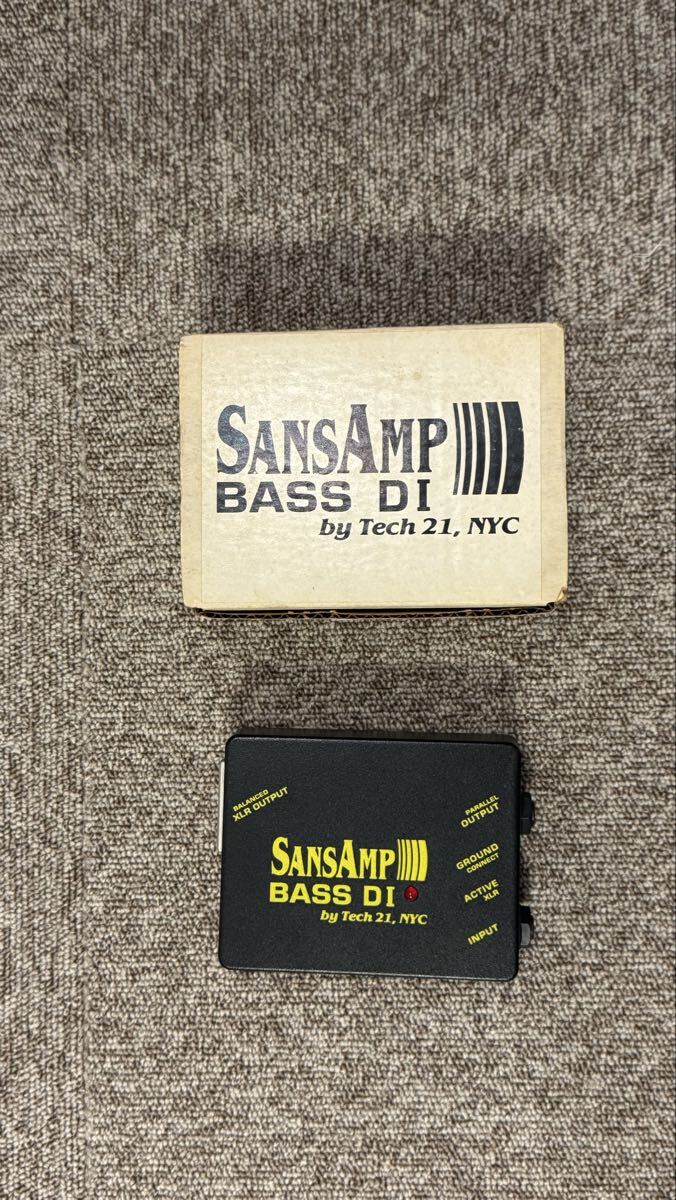 SANSAMP
BASS DI
by Tech 21, NYC
BALANCED
XLR OUTPUT
PARALLEL
OUTPUT
GROUND
CONNECT
ACTIVE
XLR
INPUT
SANSAMP
BASS DI
by Tech 21, NYC